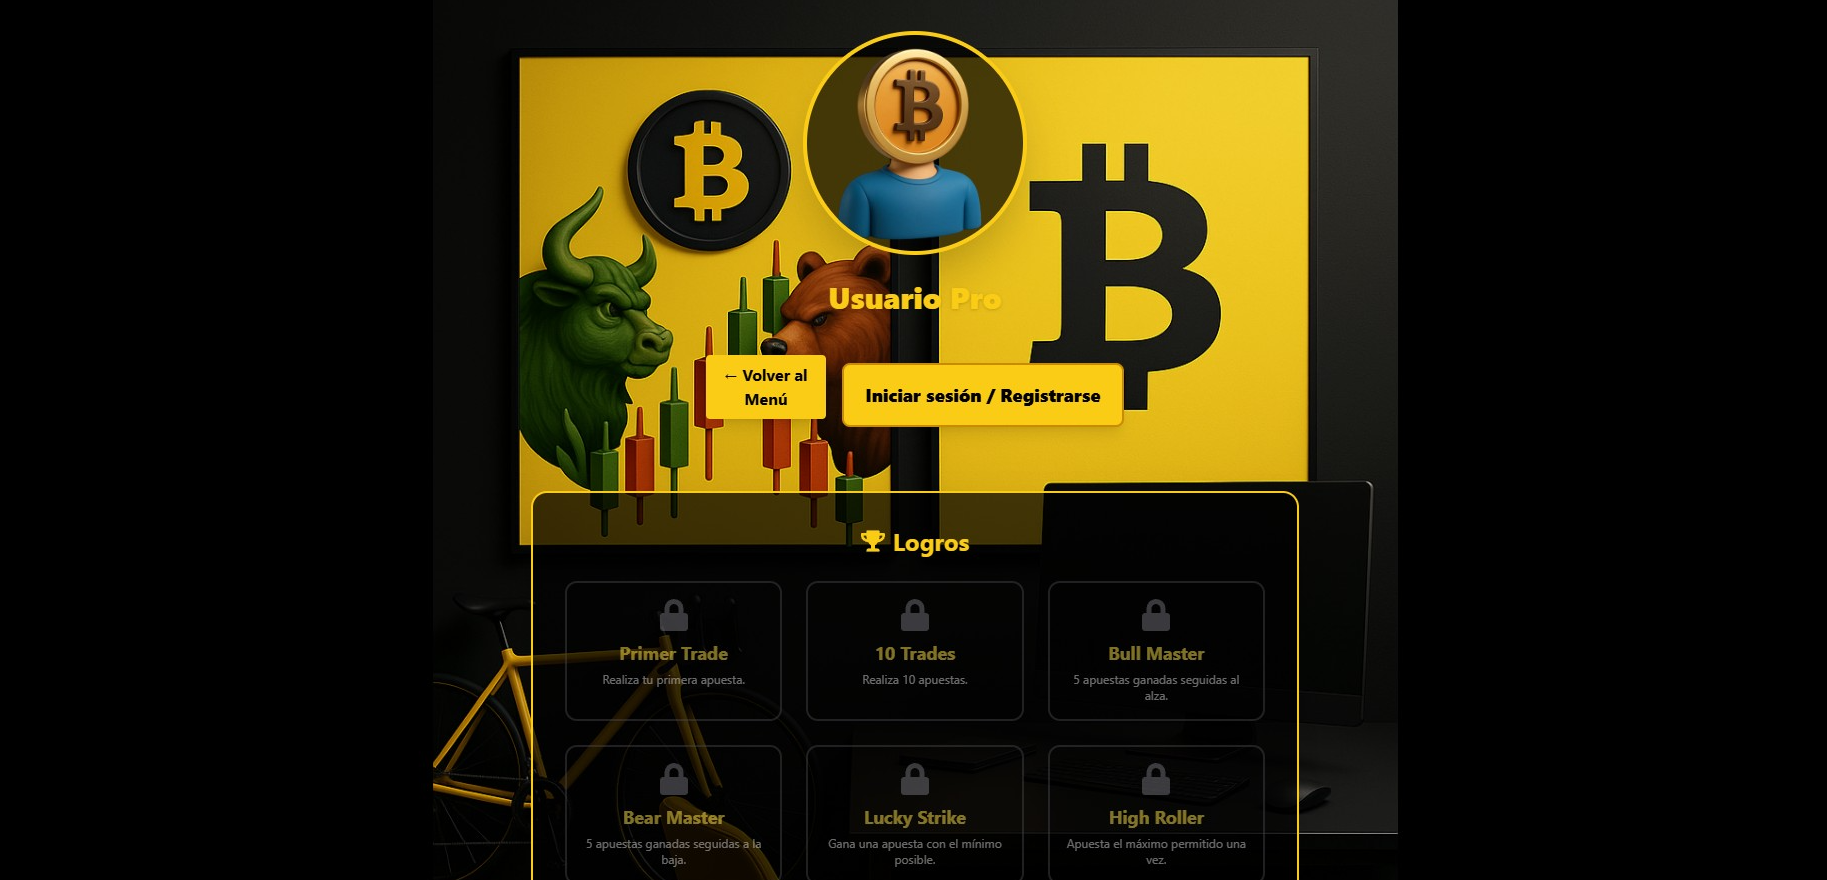 Usuario Pro
← Volver al
Menú
Iniciar sesión / Registrarse
Logros
Primer Trade
Realiza tu primera apuesta.
10 Trades
Realiza 10 apuestas.
Bull Master
5 apuestas ganadas seguidas al
alza.
Bear Master
5 apuestas ganadas seguidas a la
baja.
Lucky Strike
Gana una apuesta con el mínimo
posible.
High Roller
Apuesta el máximo permitido una
vez.